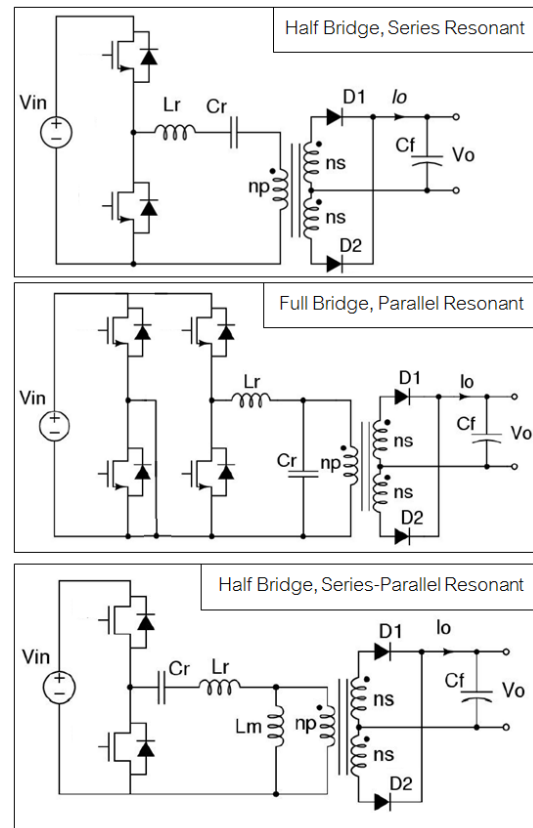 Half Bridge, Series Resonant
Vin
Lr
Cr
np
ns
ns
D1
Io
Cf
Vo
D2
Full Bridge, Parallel Resonant
Vin
Lr
Cr
np
ns
ns
D1
Io
Cf
Vo
D2
Half Bridge, Series-Parallel Resonant
Vin
Cr
Lr
Lm
np
ns
ns
D1
Io
Cf
Vo
D2